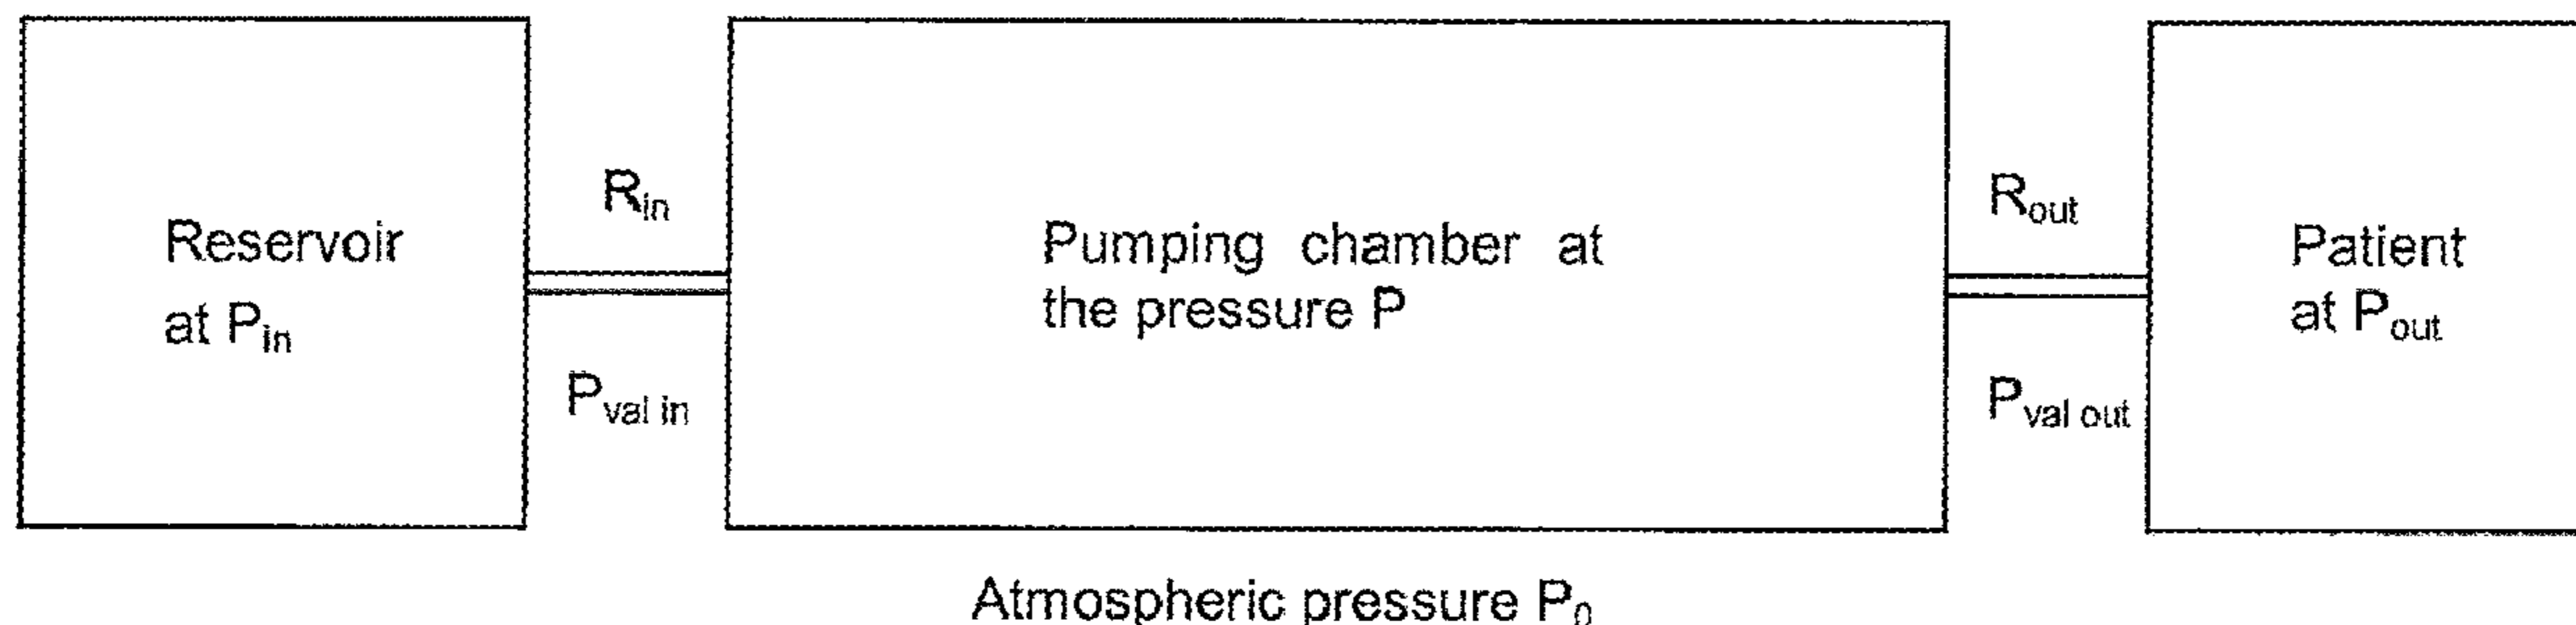 Reservoir
at P_in
R_in
P_val in
Pumping chamber at
the pressure P
R_out
P_val out
Patient
at P_out
Atmospheric pressure P_0